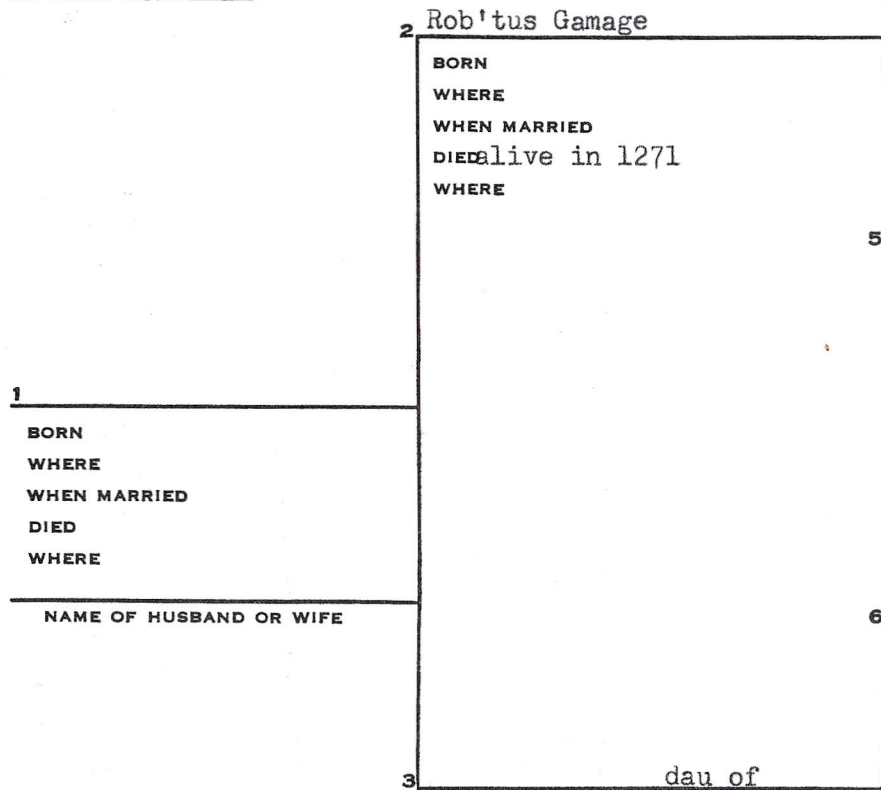 2 Rob'tus Gamage
BORN
WHERE
WHEN MARRIED
DIED alive in 1271
WHERE
5
1
BORN
WHERE
WHEN MARRIED
DIED
WHERE
NAME OF HUSBAND OR WIFE
6
3 dau of